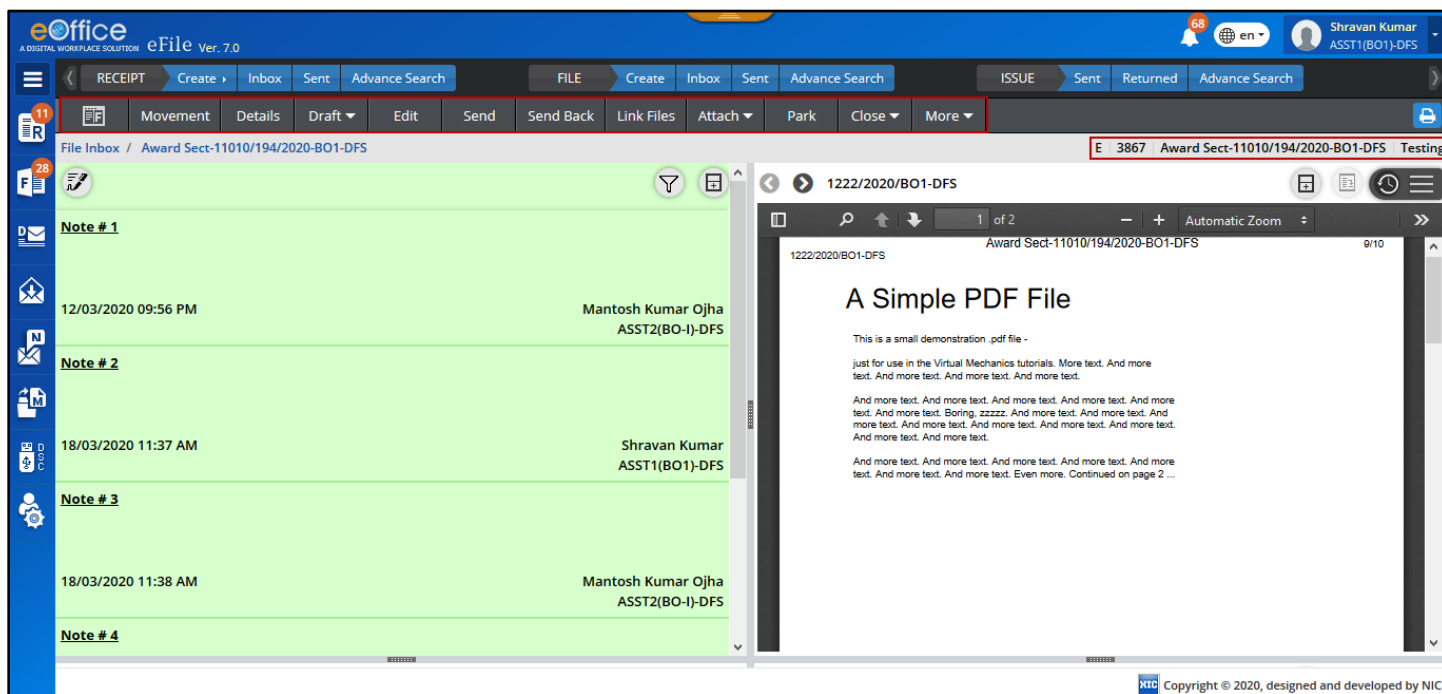 eOffice
A DIGITAL WORKPLACE SOLUTION eFile Ver. 7.0
68
en
Shravan Kumar
ASST1(BO1)-DFS
RECEIPT Create Inbox Sent Advance Search FILE Create Inbox Sent Advance Search ISSUE Sent Returned Advance Search
F Movement Details Draft Edit Send Send Back Link Files Attach Park Close More
11
R
File Inbox / Award Sect-11010/194/2020-BO1-DFS
E 3867 Award Sect-11010/194/2020-BO1-DFS Testing
28
F
D
N
M
DSC
Note # 1
12/03/2020 09:56 PM Mantosh Kumar Ojha
ASST2(BO-I)-DFS
Note # 2
18/03/2020 11:37 AM Shravan Kumar
ASST1(BO1)-DFS
Note # 3
18/03/2020 11:38 AM Mantosh Kumar Ojha
ASST2(BO-I)-DFS
Note # 4
1222/2020/BO1-DFS
1 of 2 Automatic Zoom
Award Sect-11010/194/2020-BO1-DFS 9/10
1222/2020/BO1-DFS
A Simple PDF File
This is a small demonstration .pdf file -
just for use in the Virtual Mechanics tutorials. More text. And more
text. And more text. And more text. And more text.
And more text. And more text. And more text. And more text. And more
text. And more text. Boring, zzzzz. And more text. And more text. And
more text. And more text. And more text. And more text. And more text.
And more text. And more text.
And more text. And more text. And more text. And more text. And more
text. And more text. And more text. Even more. Continued on page 2 ...
NIC Copyright © 2020, designed and developed by NIC